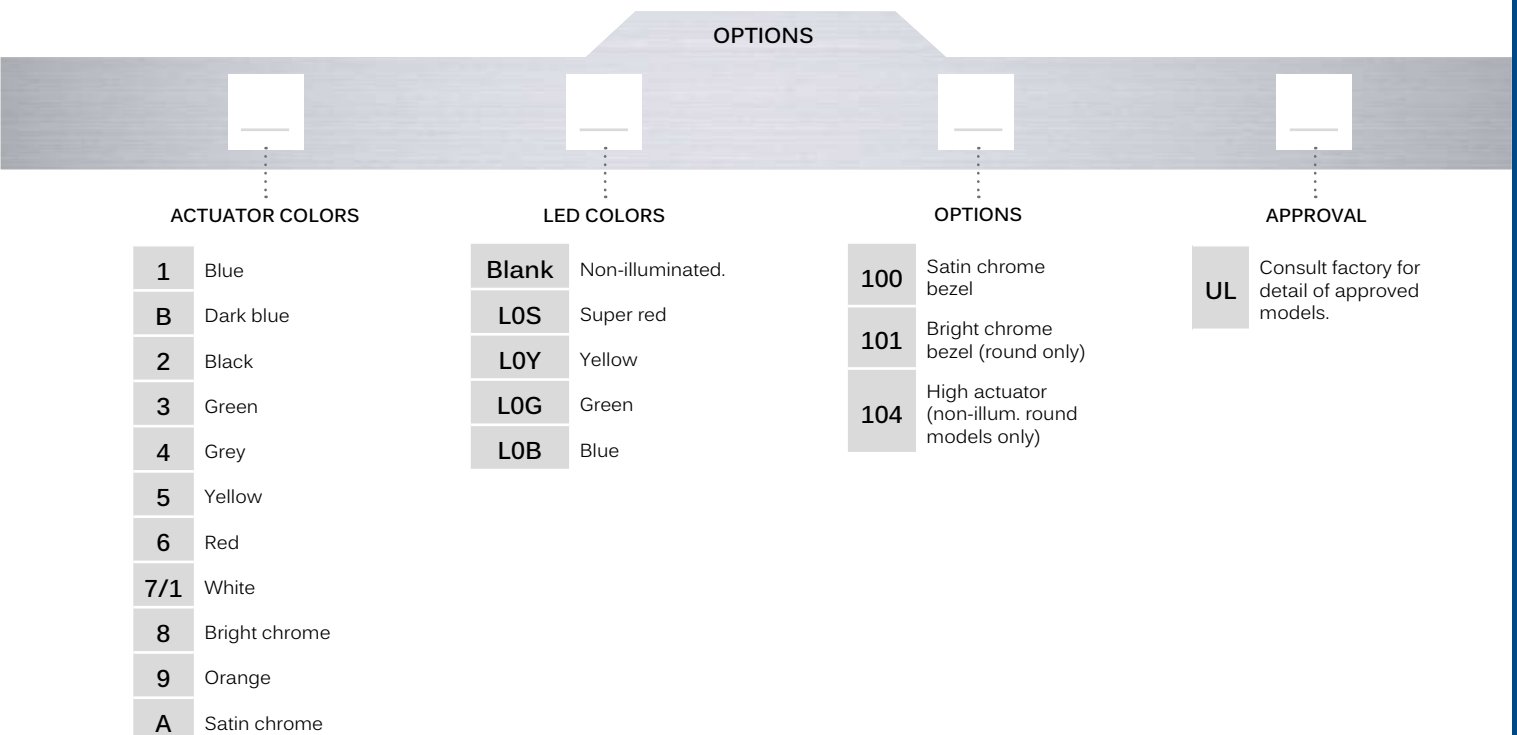 OPTIONS
ACTUATOR COLORS
1 Blue
B Dark blue
2 Black
3 Green
4 Grey
5 Yellow
6 Red
7/1 White
8 Bright chrome
9 Orange
A Satin chrome
LED COLORS
Blank Non-illuminated.
L0S Super red
L0Y Yellow
L0G Green
L0B Blue
OPTIONS
100 Satin chrome
bezel
101 Bright chrome
bezel (round only)
104 High actuator
(non-illum. round
models only)
APPROVAL
UL Consult factory for
detail of approved
models.